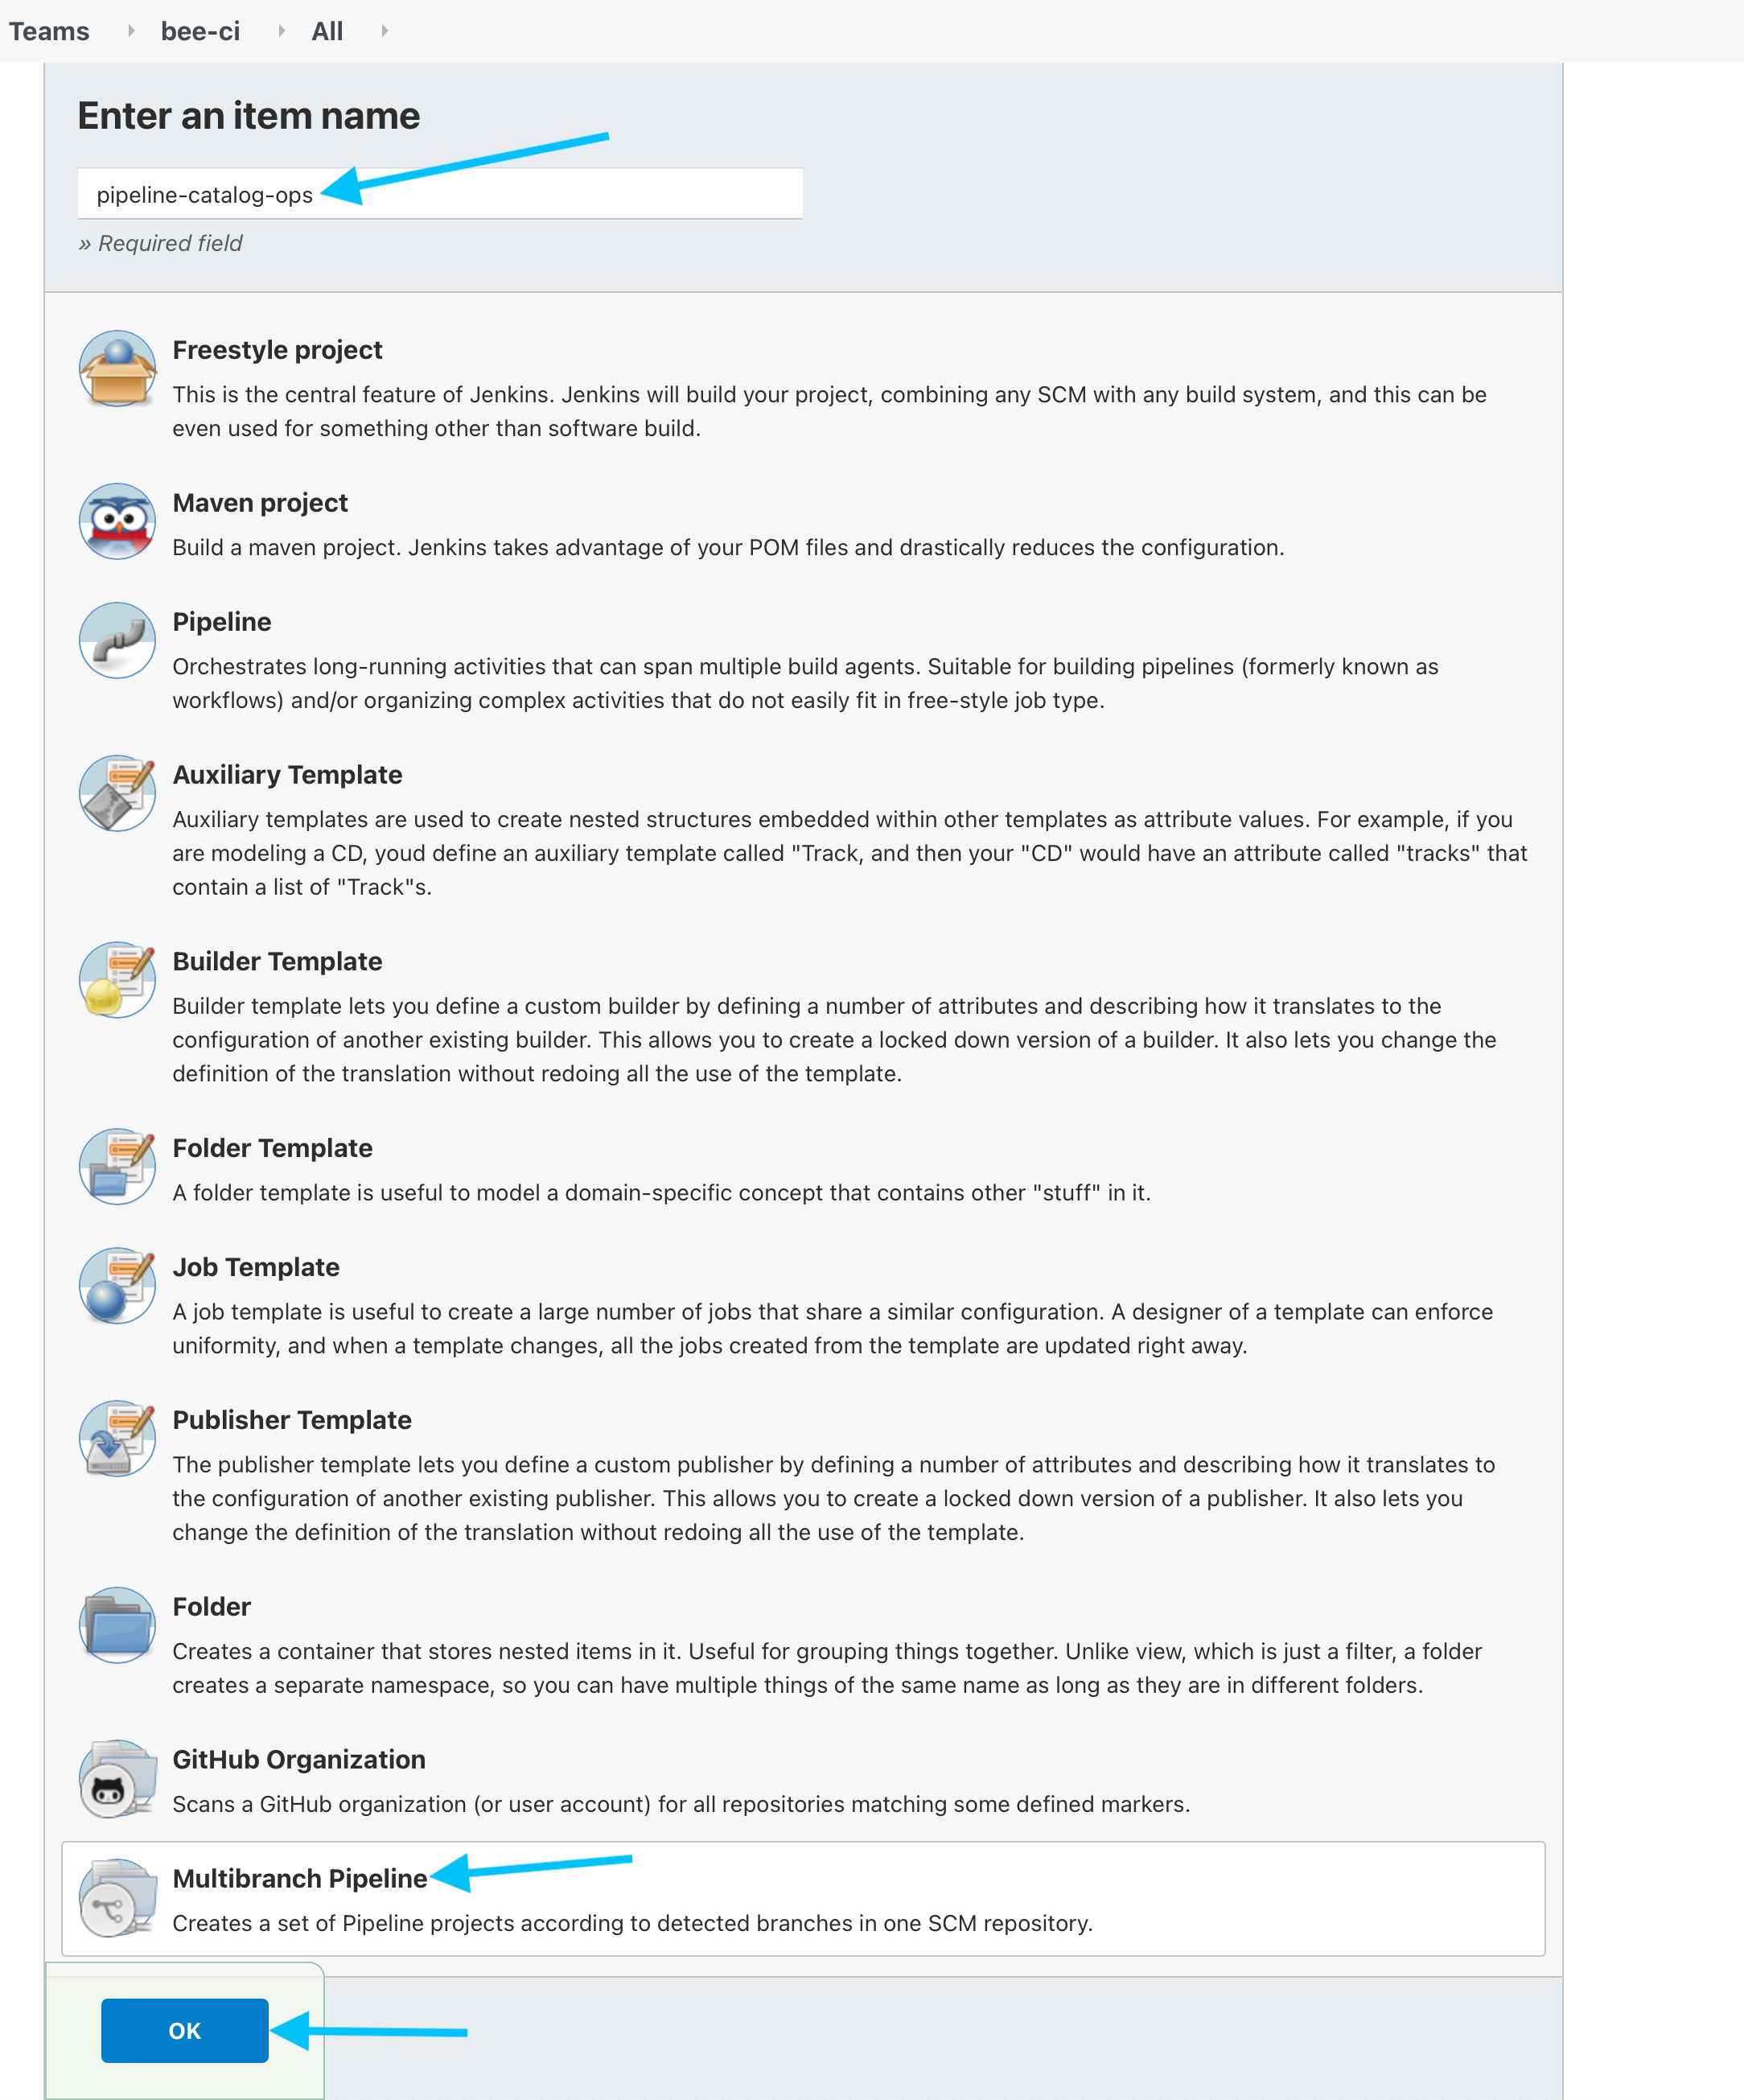 Teams bee-ci All
Enter an item name
pipeline-catalog-ops
» Required field
Freestyle project
This is the central feature of Jenkins. Jenkins will build your project, combining any SCM with any build system, and this can be
even used for something other than software build.
Maven project
Build a maven project. Jenkins takes advantage of your POM files and drastically reduces the configuration.
Pipeline
Orchestrates long-running activities that can span multiple build agents. Suitable for building pipelines (formerly known as
workflows) and/or organizing complex activities that do not easily fit in free-style job type.
Auxiliary Template
Auxiliary templates are used to create nested structures embedded within other templates as attribute values. For example, if you
are modeling a CD, youd define an auxiliary template called "Track, and then your "CD" would have an attribute called "tracks" that
contain a list of "Track"s.
Builder Template
Builder template lets you define a custom builder by defining a number of attributes and describing how it translates to the
configuration of another existing builder. This allows you to create a locked down version of a builder. It also lets you change the
definition of the translation without redoing all the use of the template.
Folder Template
A folder template is useful to model a domain-specific concept that contains other "stuff" in it.
Job Template
A job template is useful to create a large number of jobs that share a similar configuration. A designer of a template can enforce
uniformity, and when a template changes, all the jobs created from the template are updated right away.
Publisher Template
The publisher template lets you define a custom publisher by defining a number of attributes and describing how it translates to
the configuration of another existing publisher. This allows you to create a locked down version of a publisher. It also lets you
change the definition of the translation without redoing all the use of the template.
Folder
Creates a container that stores nested items in it. Useful for grouping things together. Unlike view, which is just a filter, a folder
creates a separate namespace, so you can have multiple things of the same name as long as they are in different folders.
GitHub Organization
Scans a GitHub organization (or user account) for all repositories matching some defined markers.
Multibranch Pipeline
Creates a set of Pipeline projects according to detected branches in one SCM repository.
OK